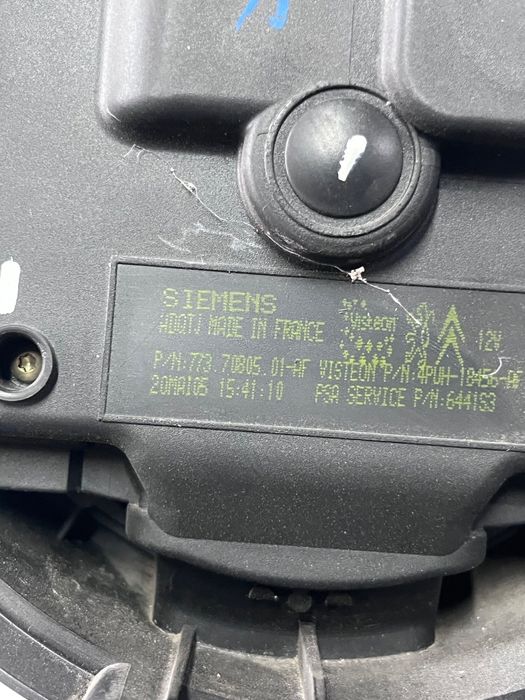 SIEMENS
MADE IN FRANCE
Visteon
12V
P/N:773.70805.01-AF VISTEON P/N:4PUH-18456-AF
20MAI05 15:41:10 PSA SERVICE P/N:6441S3